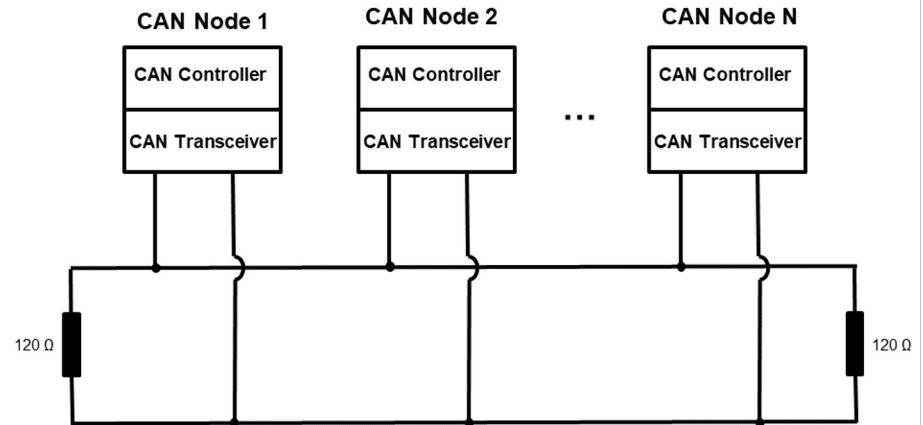 CAN Node 1
CAN Node 2
CAN Node N
CAN Controller
CAN Controller
CAN Controller
...
CAN Transceiver
CAN Transceiver
CAN Transceiver
120 Ω
120 Ω